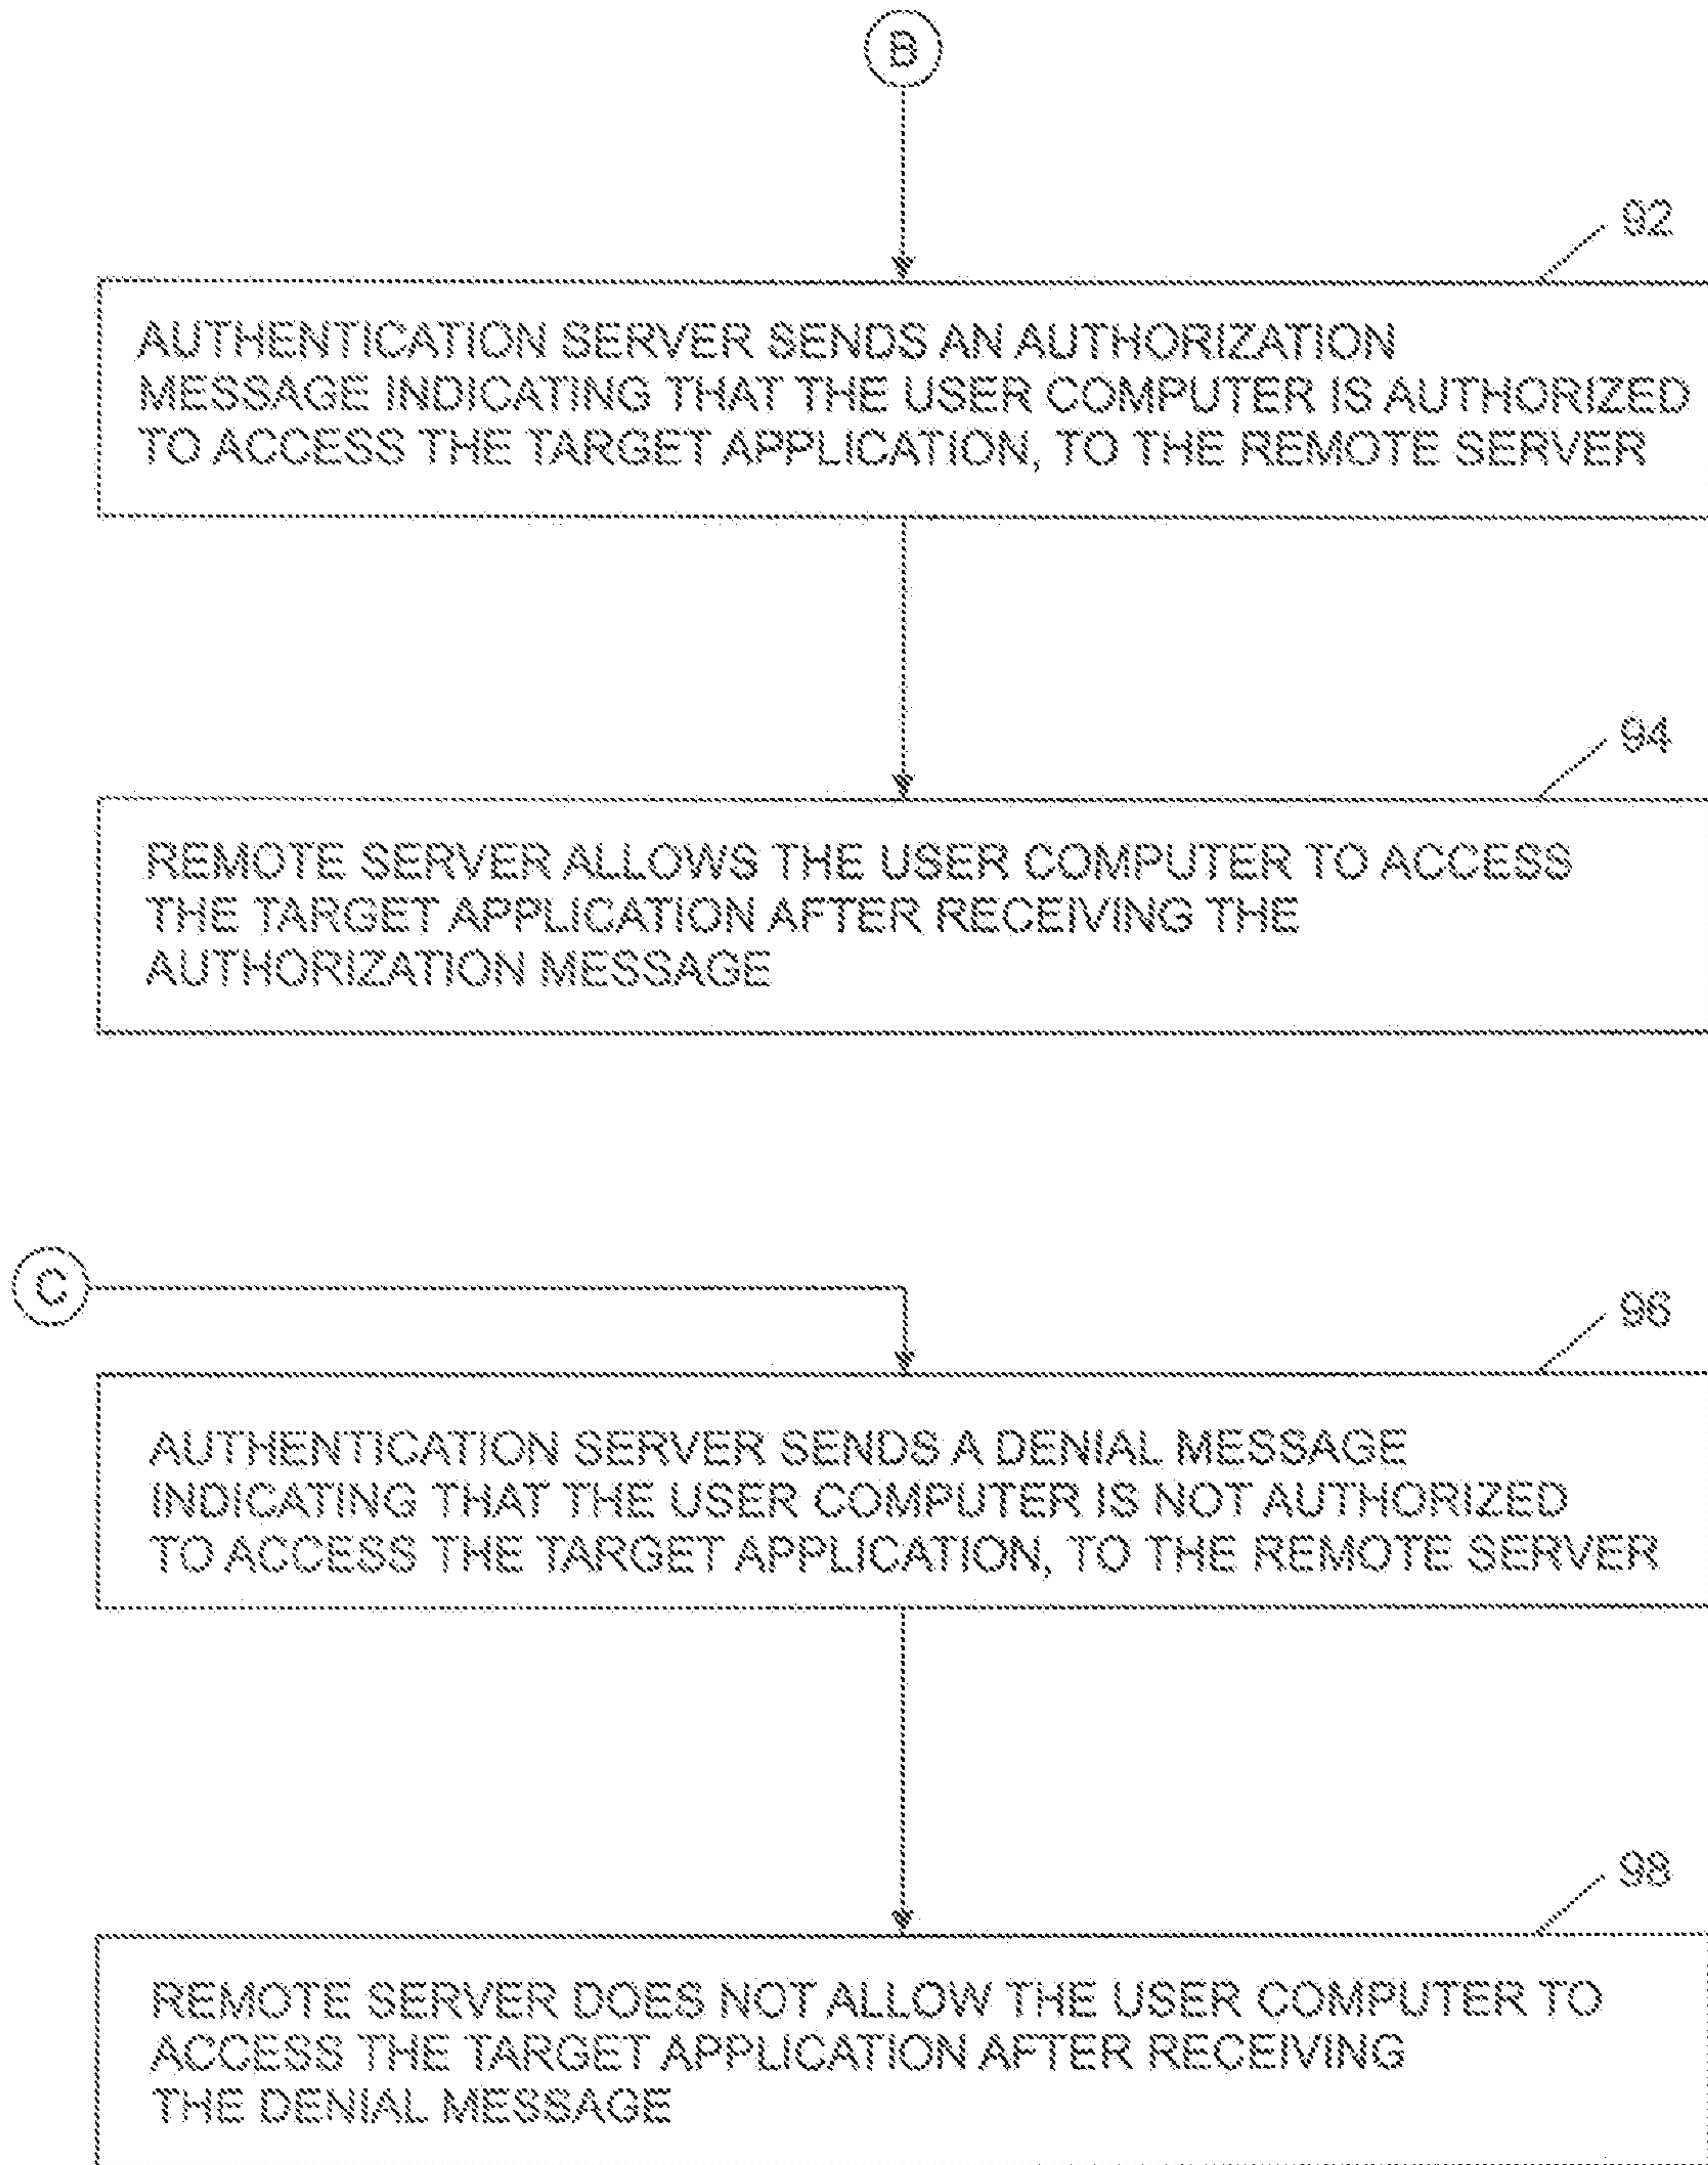 B
92
AUTHENTICATION SERVER SENDS AN AUTHORIZATION
MESSAGE INDICATING THAT THE USER COMPUTER IS AUTHORIZED
TO ACCESS THE TARGET APPLICATION, TO THE REMOTE SERVER
94
REMOTE SERVER ALLOWS THE USER COMPUTER TO ACCESS
THE TARGET APPLICATION AFTER RECEIVING THE
AUTHORIZATION MESSAGE
C
96
AUTHENTICATION SERVER SENDS A DENIAL MESSAGE
INDICATING THAT THE USER COMPUTER IS NOT AUTHORIZED
TO ACCESS THE TARGET APPLICATION, TO THE REMOTE SERVER
98
REMOTE SERVER DOES NOT ALLOW THE USER COMPUTER TO
ACCESS THE TARGET APPLICATION AFTER RECEIVING
THE DENIAL MESSAGE